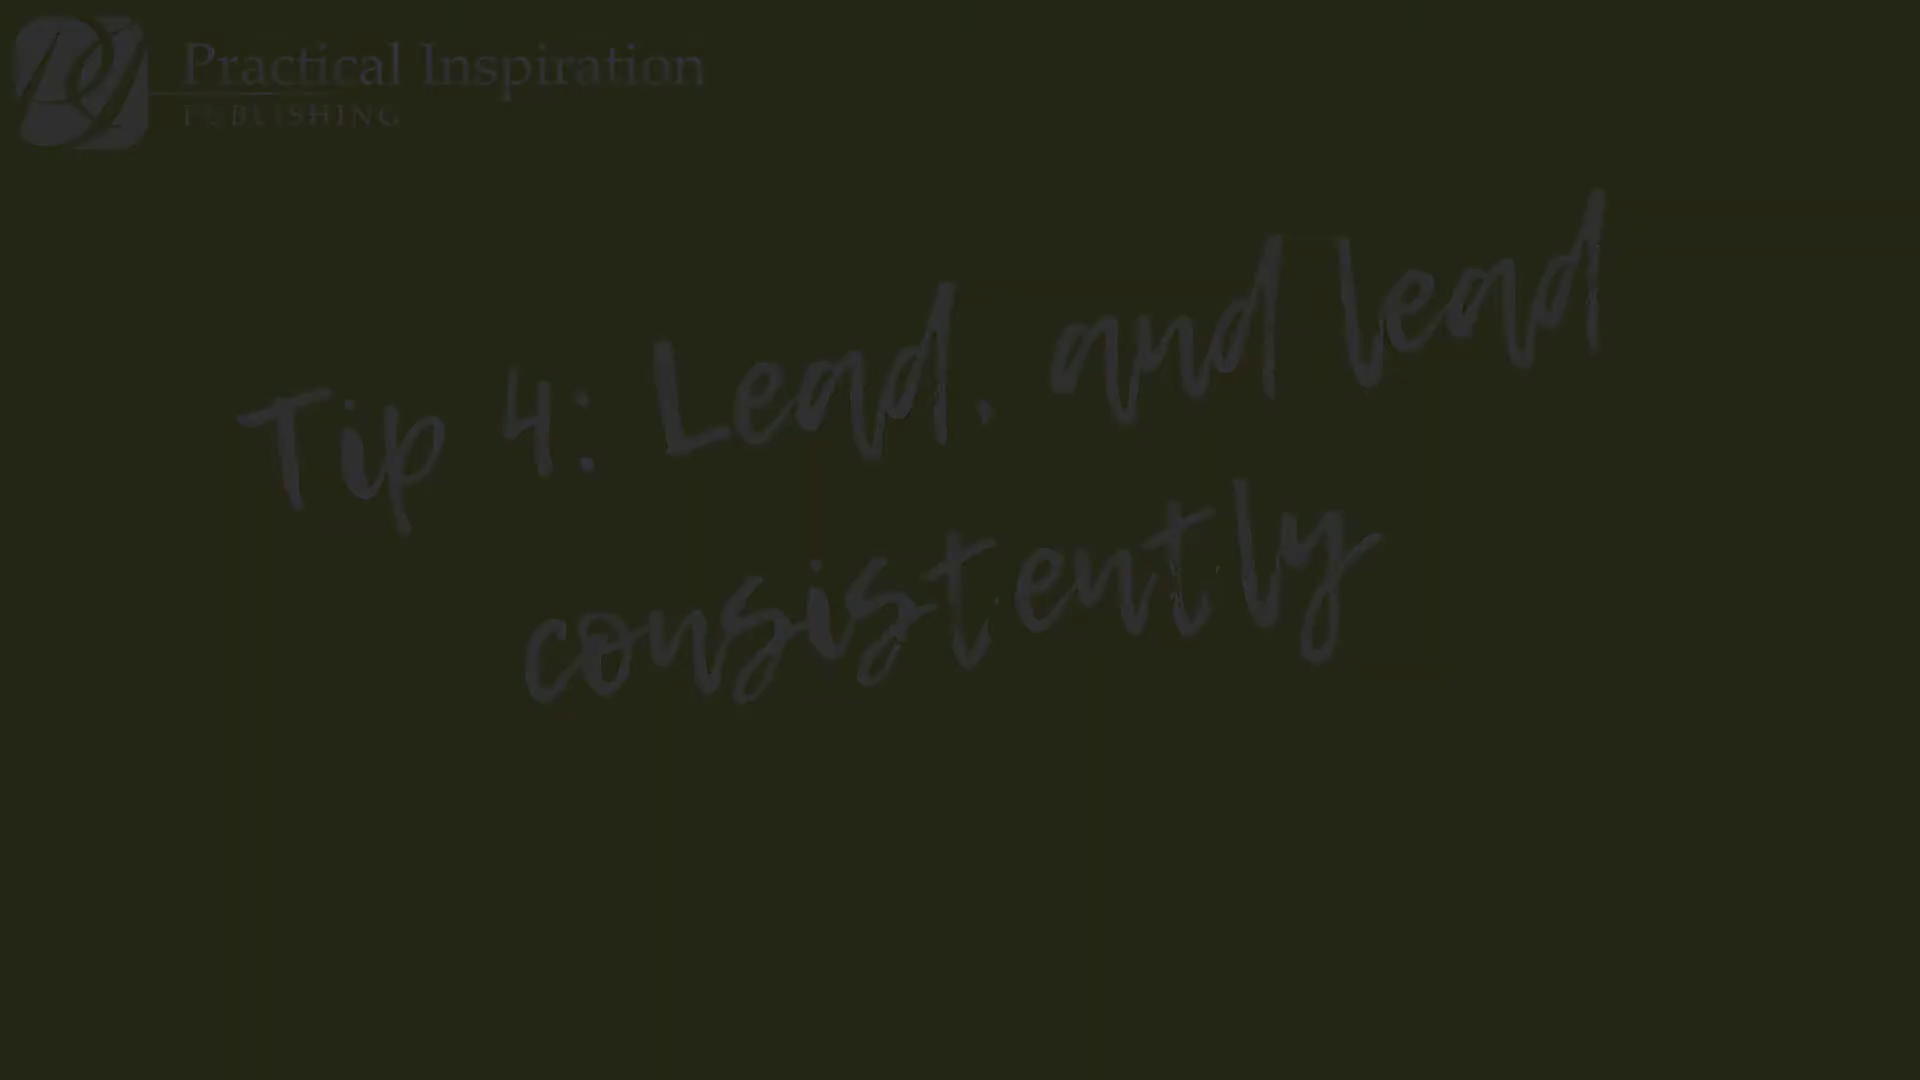 Practical Inspiration
PUBLISHING
Tip 4: Lead, and lead
consistently